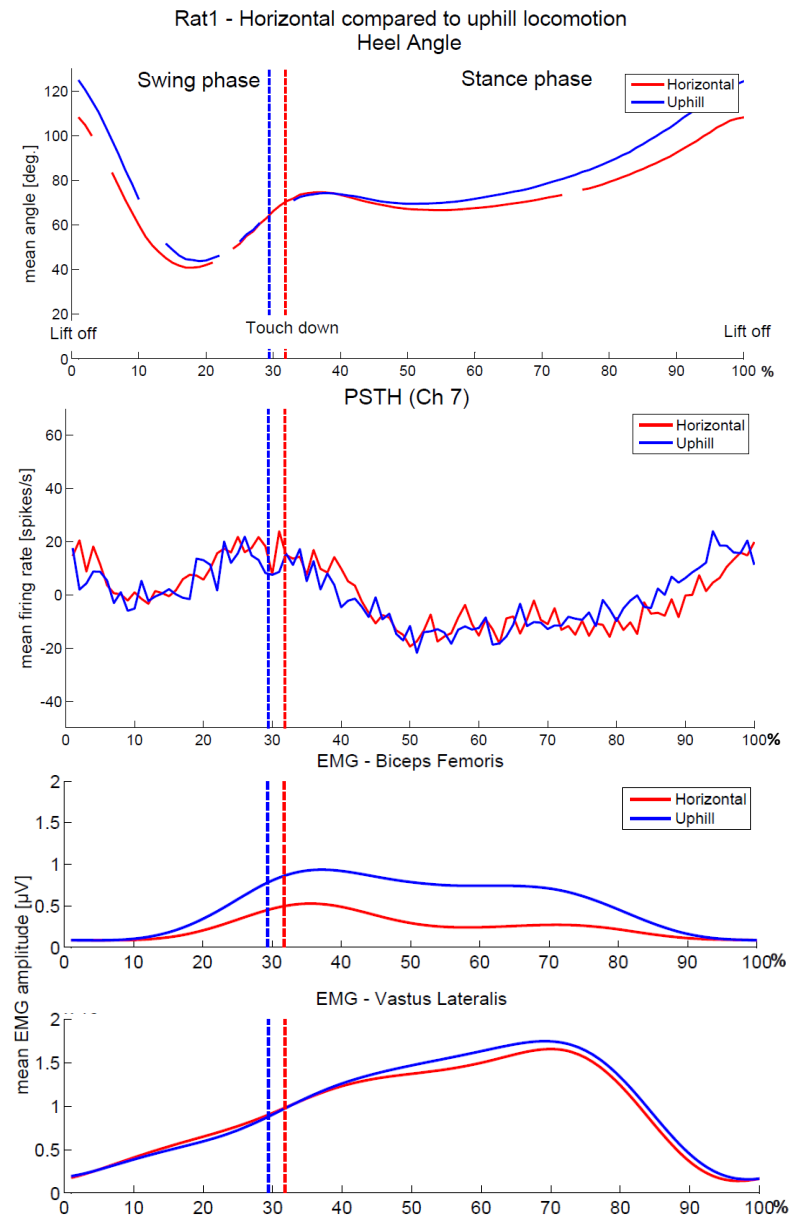 Rat1 - Horizontal compared to uphill locomotion
Heel Angle
Swing phase
Stance phase
Horizontal
Uphill
mean angle [deg.]
120
100
80
60
40
20
0
Lift off
Touch down
Lift off
0 10 20 30 40 50 60 70 80 90 100 %
PSTH (Ch 7)
Horizontal
Uphill
mean firing rate [spikes/s]
60
40
20
0
-20
-40
0 10 20 30 40 50 60 70 80 90 100%
EMG - Biceps Femoris
Horizontal
Uphill
mean EMG amplitude [µV]
2
1.5
1
0.5
0
0 10 20 30 40 50 60 70 80 90 100%
EMG - Vastus Lateralis
2
1.5
1
0.5
0
0 10 20 30 40 50 60 70 80 90 100%